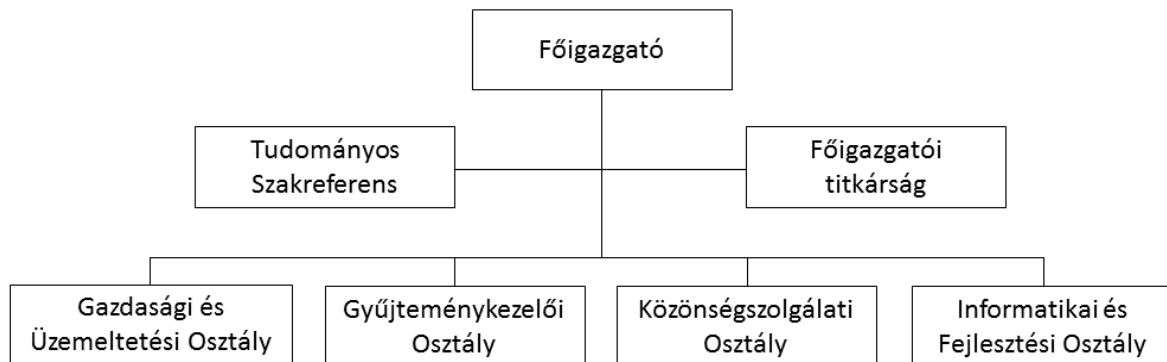 Főigazgató
Tudományos
Szakreferens
Főigazgatói
titkárság
Gazdasági és
Üzemeltetési Osztály
Gyűjteménykezelői
Osztály
Közönségszolgálati
Osztály
Informatikai és
Fejlesztési Osztály